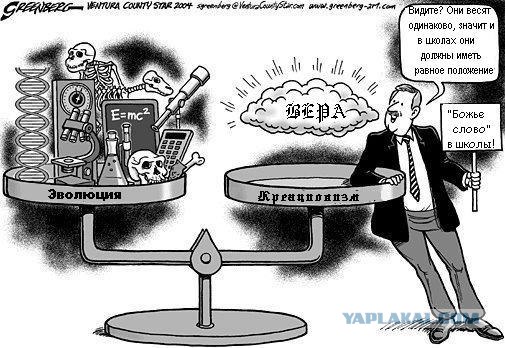 GREENBERG— VENTURA COUNTY STAR 2004 sgreenberg@VenturaCountyStar.com www.greenberg-art.com
Видите? Они весят
одинаково, значит и
в школах они
должны иметь
равное положение
E=mc²
ВЕРА
"Божье
слово"
в школы!
Эволюция
Креационизм
YAPLAKAL.COM